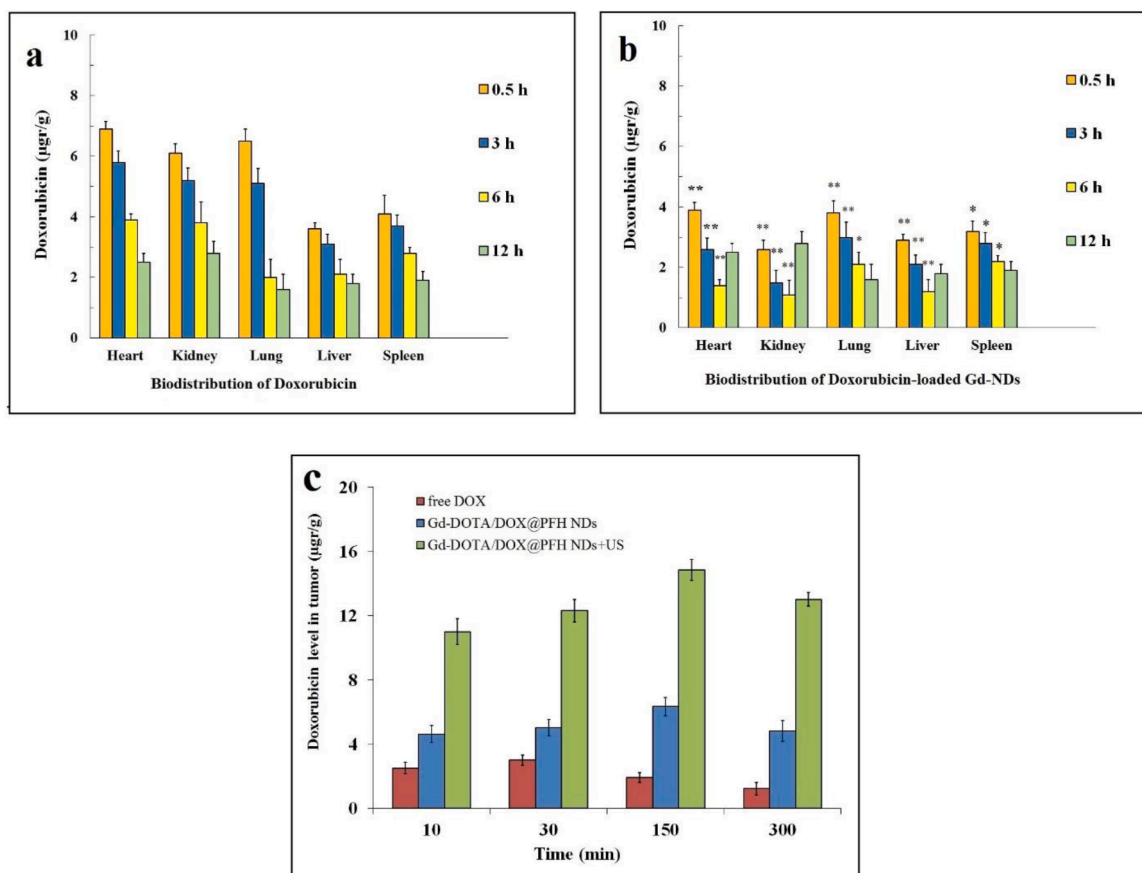 a
10
8
6
4
2
0
Doxorubicin (µgr/g)
0.5 h
3 h
6 h
12 h
Heart Kidney Lung Liver Spleen
Biodistribution of Doxorubicin
b
10
8
6
4
2
0
Doxorubicin (µgr/g)
0.5 h
3 h
6 h
12 h
** ** ** ** ** ** ** ** * ** ** ** * * *
Heart Kidney Lung Liver Spleen
Biodistribution of Doxorubicin-loaded Gd-NDs
c
20
16
12
8
4
0
Doxorubicin level in tumor (µgr/g)
free DOX
Gd-DOTA/DOX@PFH NDs
Gd-DOTA/DOX@PFH NDs+US
10 30 150 300
Time (min)